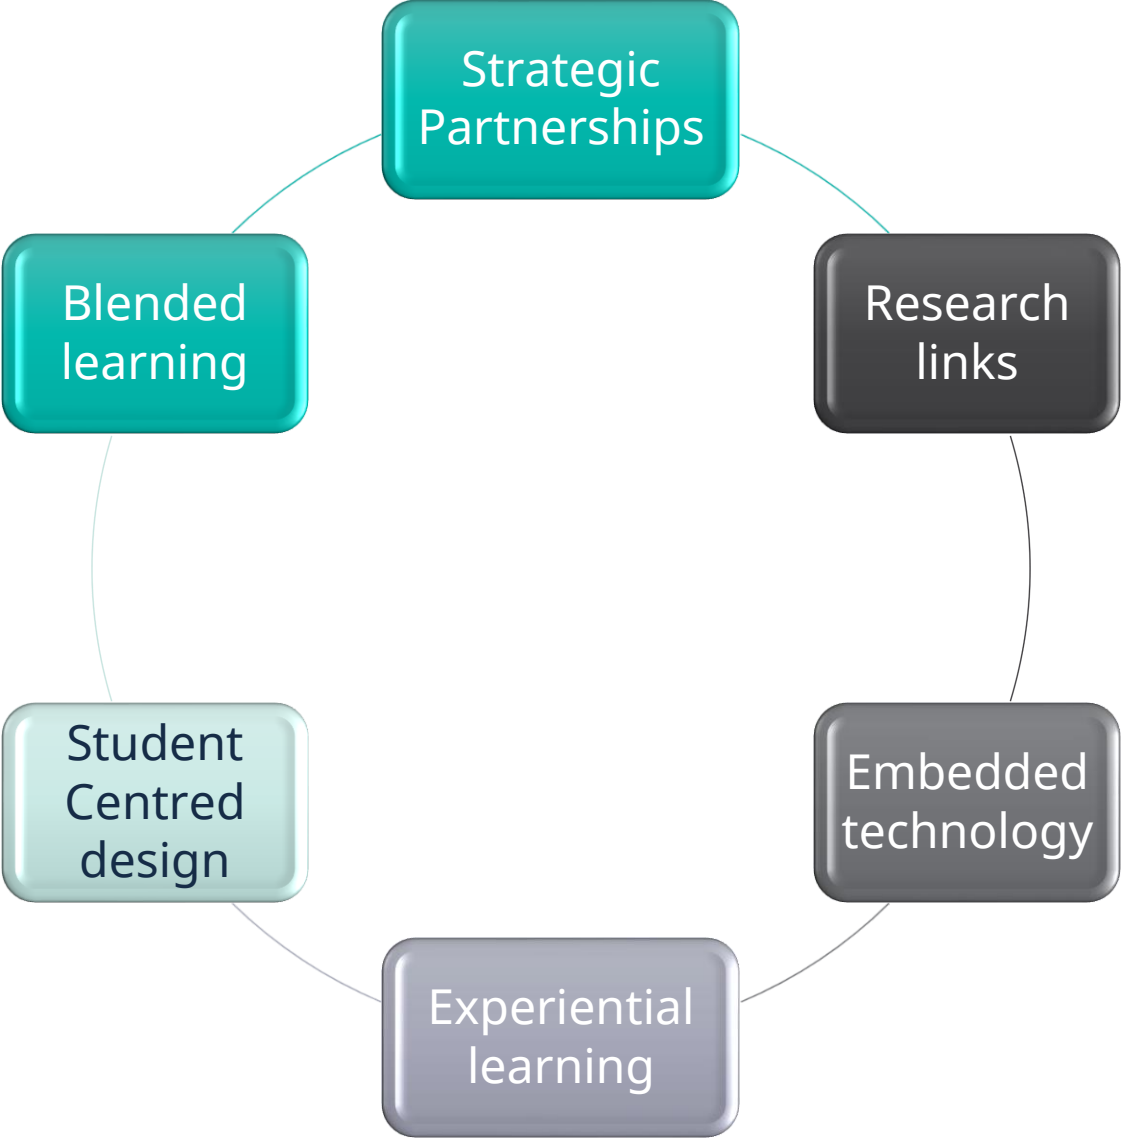 Strategic
Partnerships
Blended
learning
Research
links
Student
Centred
design
Embedded
technology
Experiential
learning